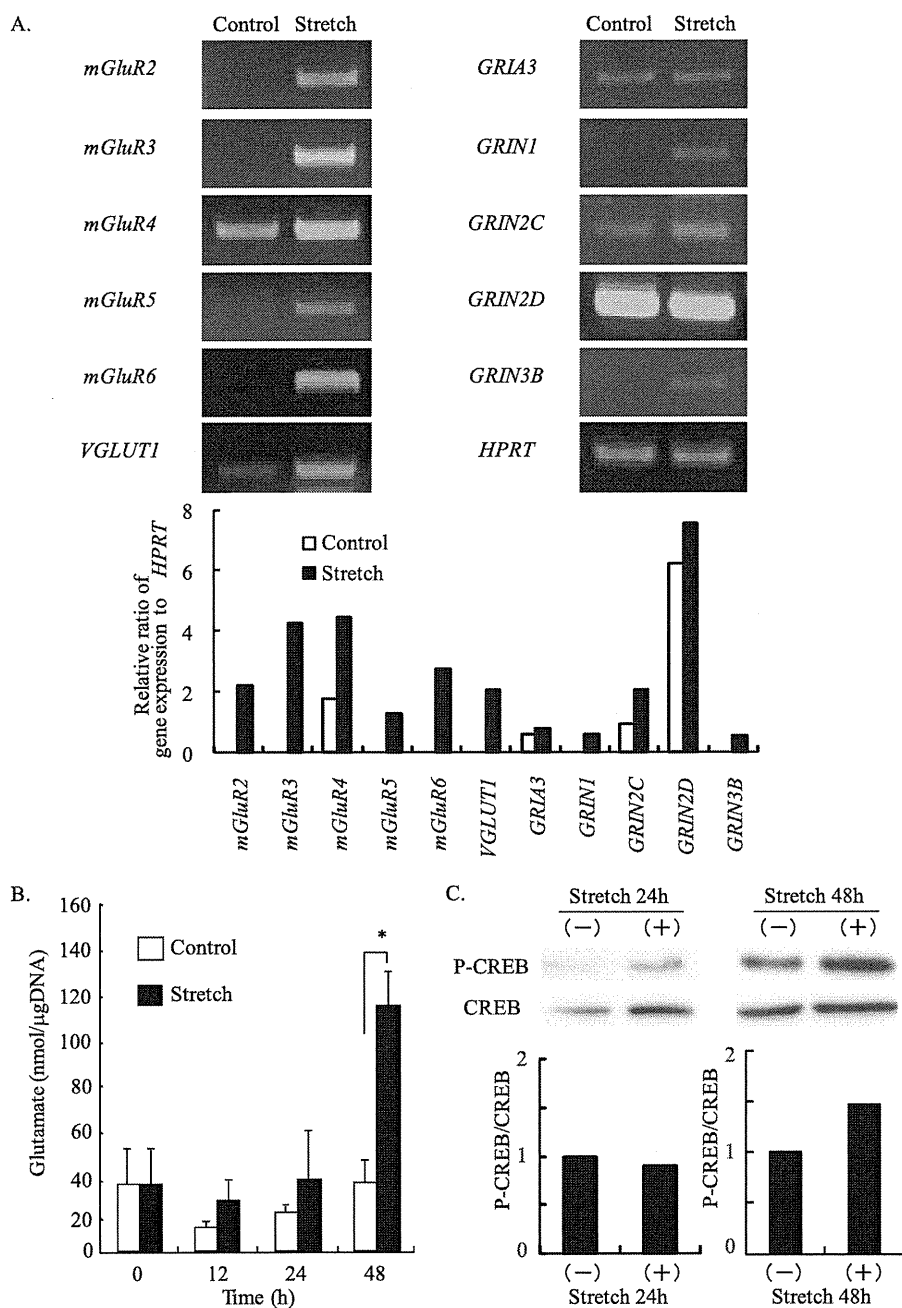 A.
Control Stretch
Control Stretch
mGluR2
mGluR3
mGluR4
mGluR5
mGluR6
VGLUT1
GRIA3
GRIN1
GRIN2C
GRIN2D
GRIN3B
HPRT
Relative ratio of
gene expression to HPRT
8
6
4
2
0
Control
Stretch
mGluR2
mGluR3
mGluR4
mGluR5
mGluR6
VGLUT1
GRIA3
GRIN1
GRIN2C
GRIN2D
GRIN3B
B.
Glutamate (nmol/μgDNA)
160
140
120
100
80
60
40
20
0
Control
Stretch
*
0 12 24 48
Time (h)
C.
Stretch 24h Stretch 48h
(−) (+) (−) (+)
P-CREB
CREB
P-CREB/CREB
2
1
0
(−) (+)
Stretch 24h
P-CREB/CREB
2
1
0
(−) (+)
Stretch 48h